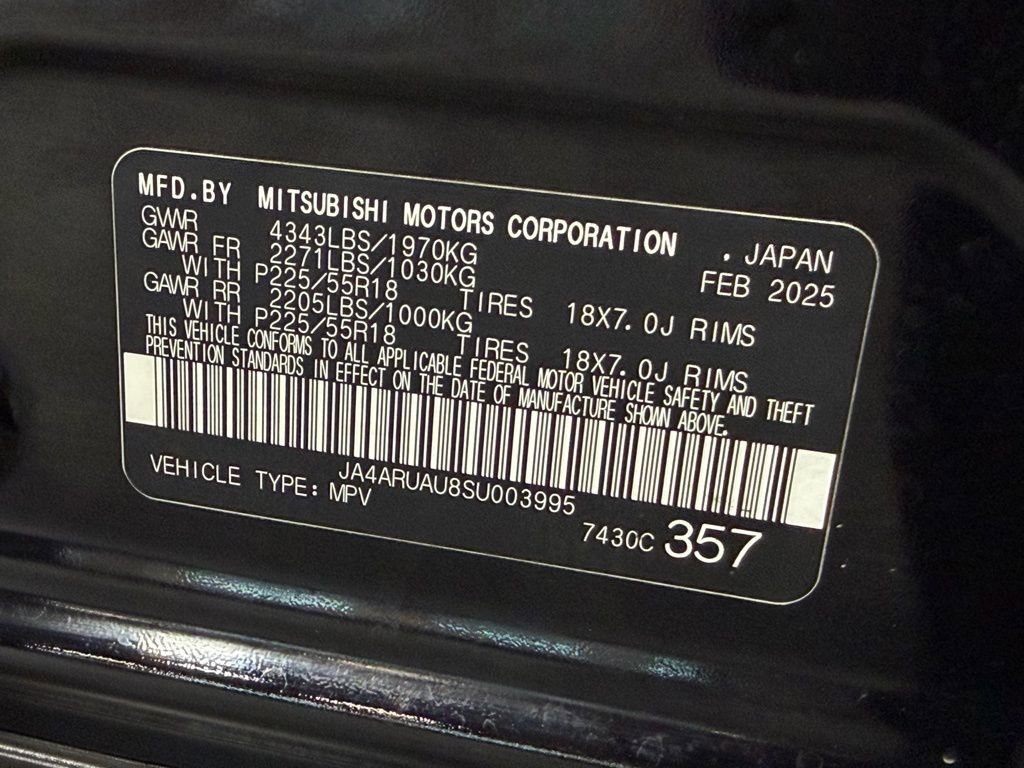 MFD.BY MITSUBISHI MOTORS CORPORATION . JAPAN
GVWR 4343LBS/1970KG FEB 2025
GAWR FR 2271LBS/1030KG
WITH P225/55R18 TIRES 18X7.0J RIMS
GAWR RR 2205LBS/1000KG
WITH P225/55R18 TIRES 18X7.0J RIMS
THIS VEHICLE CONFORMS TO ALL APPLICABLE FEDERAL MOTOR VEHICLE SAFETY AND THEFT
PREVENTION STANDARDS IN EFFECT ON THE DATE OF MANUFACTURE SHOWN ABOVE.
JA4ARUAU8SU003995
VEHICLE TYPE: MPV
7430C 357